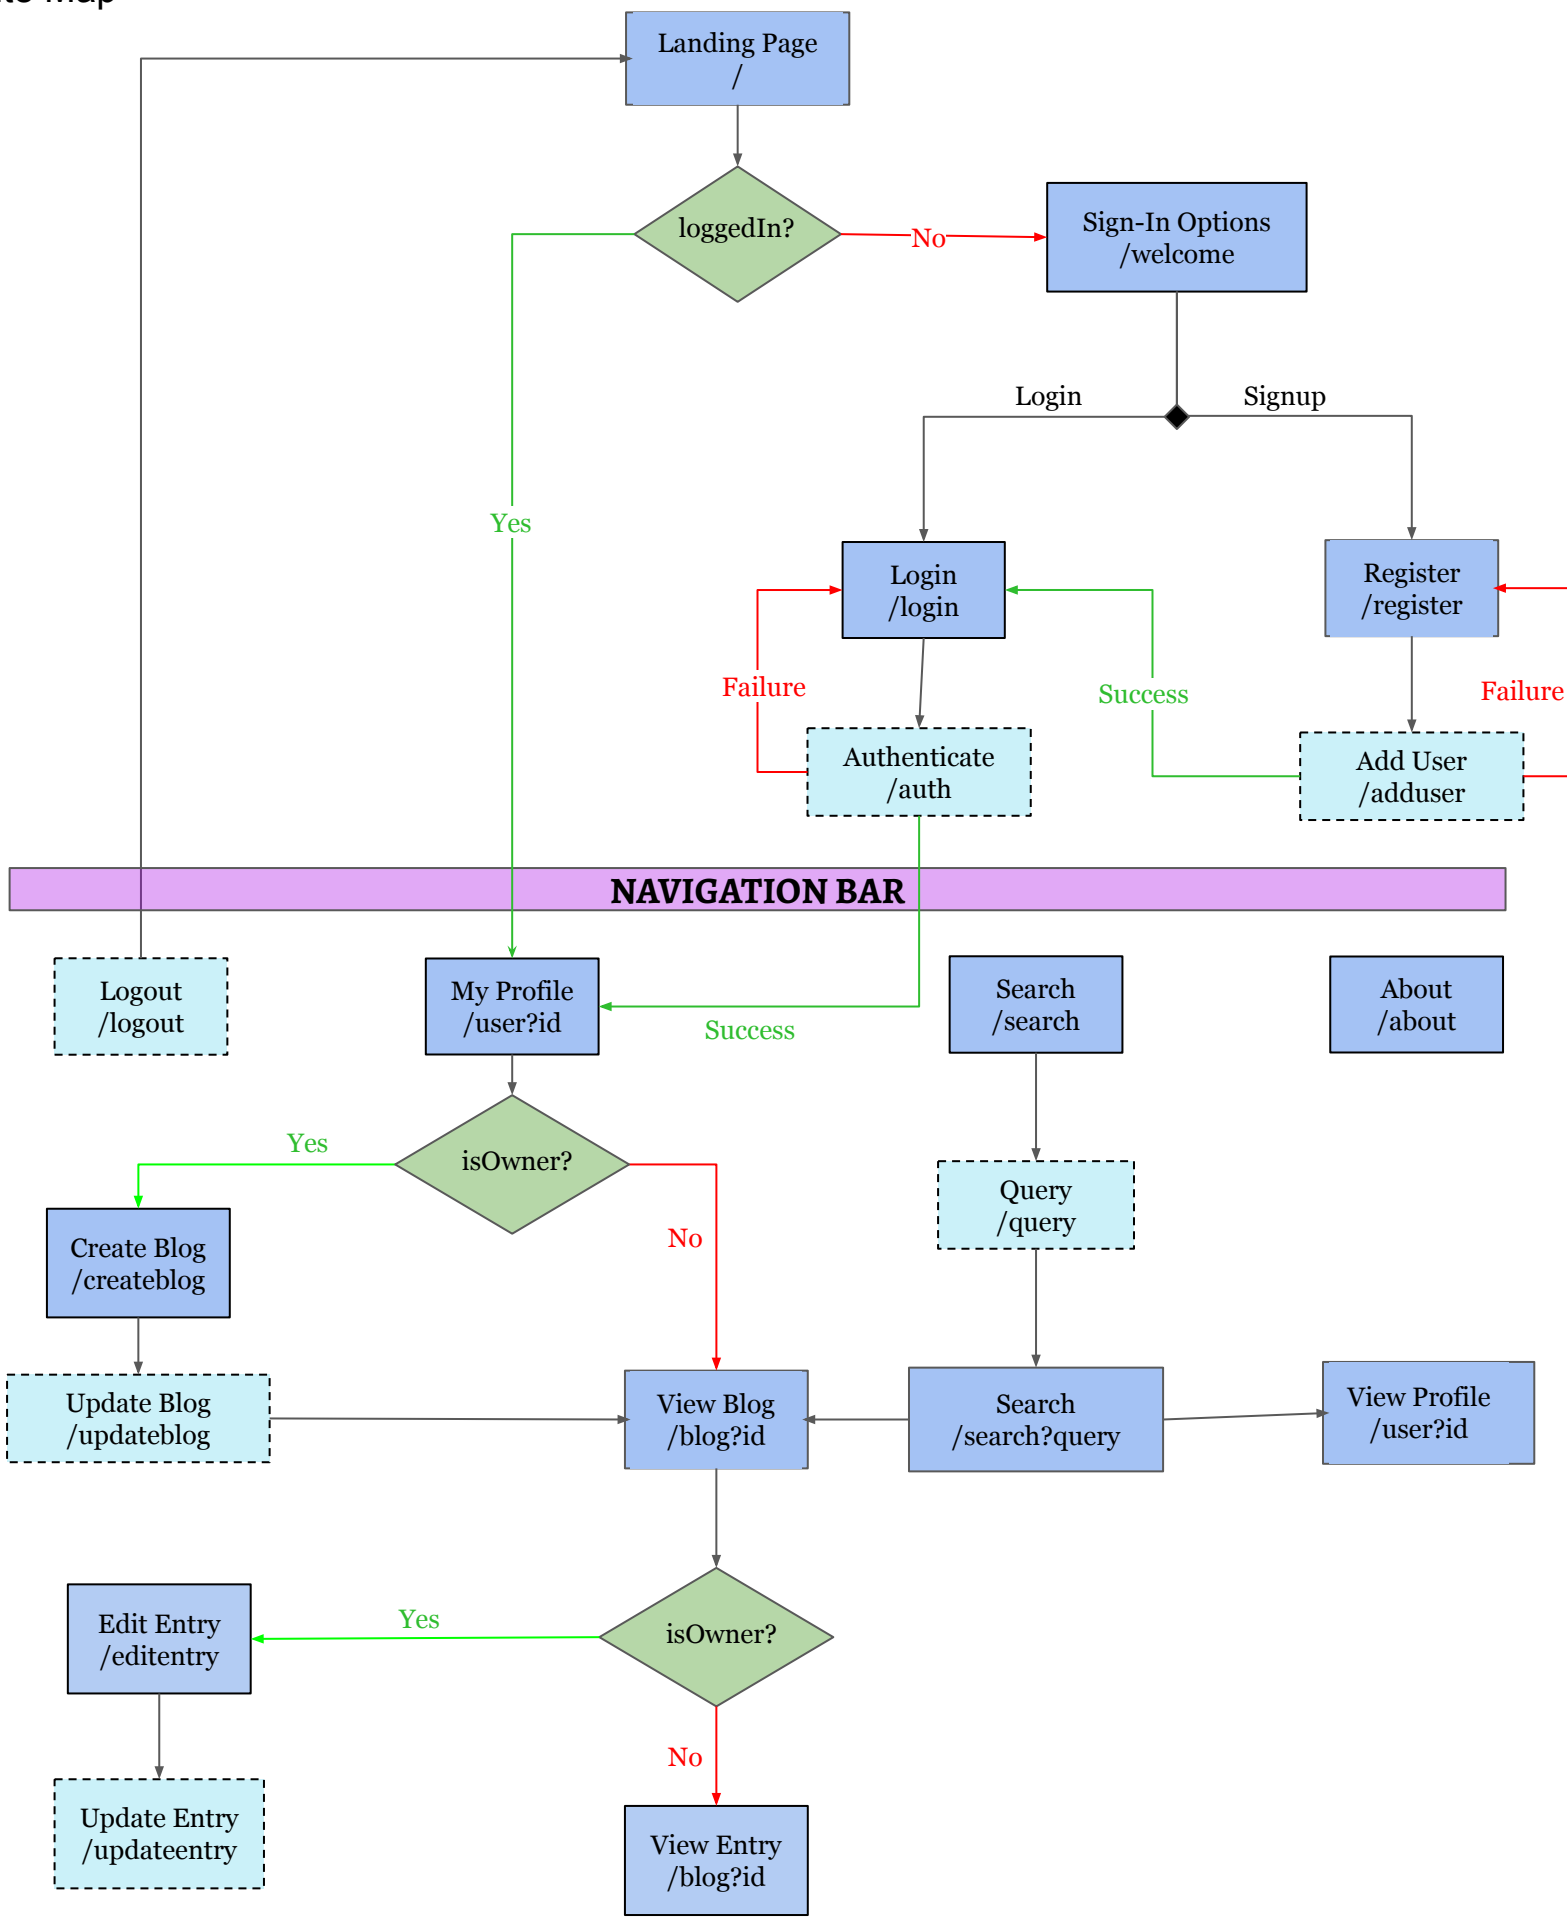 Map
Landing Page
/
loggedIn?
No
Sign-In Options
/welcome
Login
Signup
Yes
Login
/login
Register
/register
Failure
Success
Failure
Authenticate
/auth
Add User
/adduser
NAVIGATION BAR
Logout
/logout
My Profile
/user?id
Search
/search
About
/about
Success
Yes
isOwner?
No
Query
/query
Create Blog
/createblog
Update Blog
/updateblog
View Blog
/blog?id
Search
/search?query
View Profile
/user?id
Edit Entry
/editentry
Yes
isOwner?
No
Update Entry
/updateentry
View Entry
/blog?id